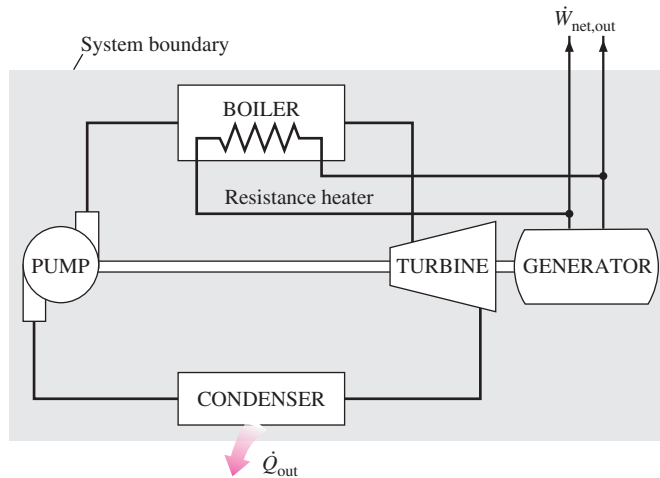 Ẇnet,out
System boundary
BOILER
Resistance heater
PUMP
TURBINE
GENERATOR
CONDENSER
Q̇out